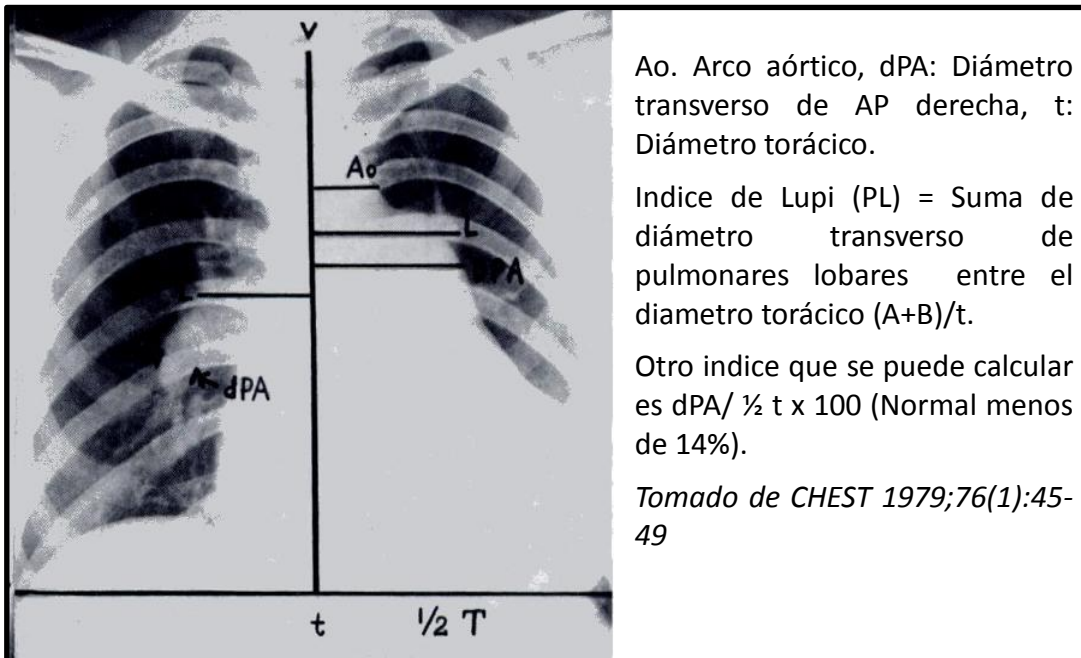 V
Ao
L
PA
dPA
t
1/2 T
Ao. Arco aórtico, dPA: Diámetro
transverso de AP derecha, t:
Diámetro torácico.
Indice de Lupi (PL) = Suma de
diámetro transverso de
pulmonares lobares entre el
diametro torácico (A+B)/t.
Otro indice que se puede calcular
es dPA/ ½ t x 100 (Normal menos
de 14%).
Tomado de CHEST 1979;76(1):45-
49